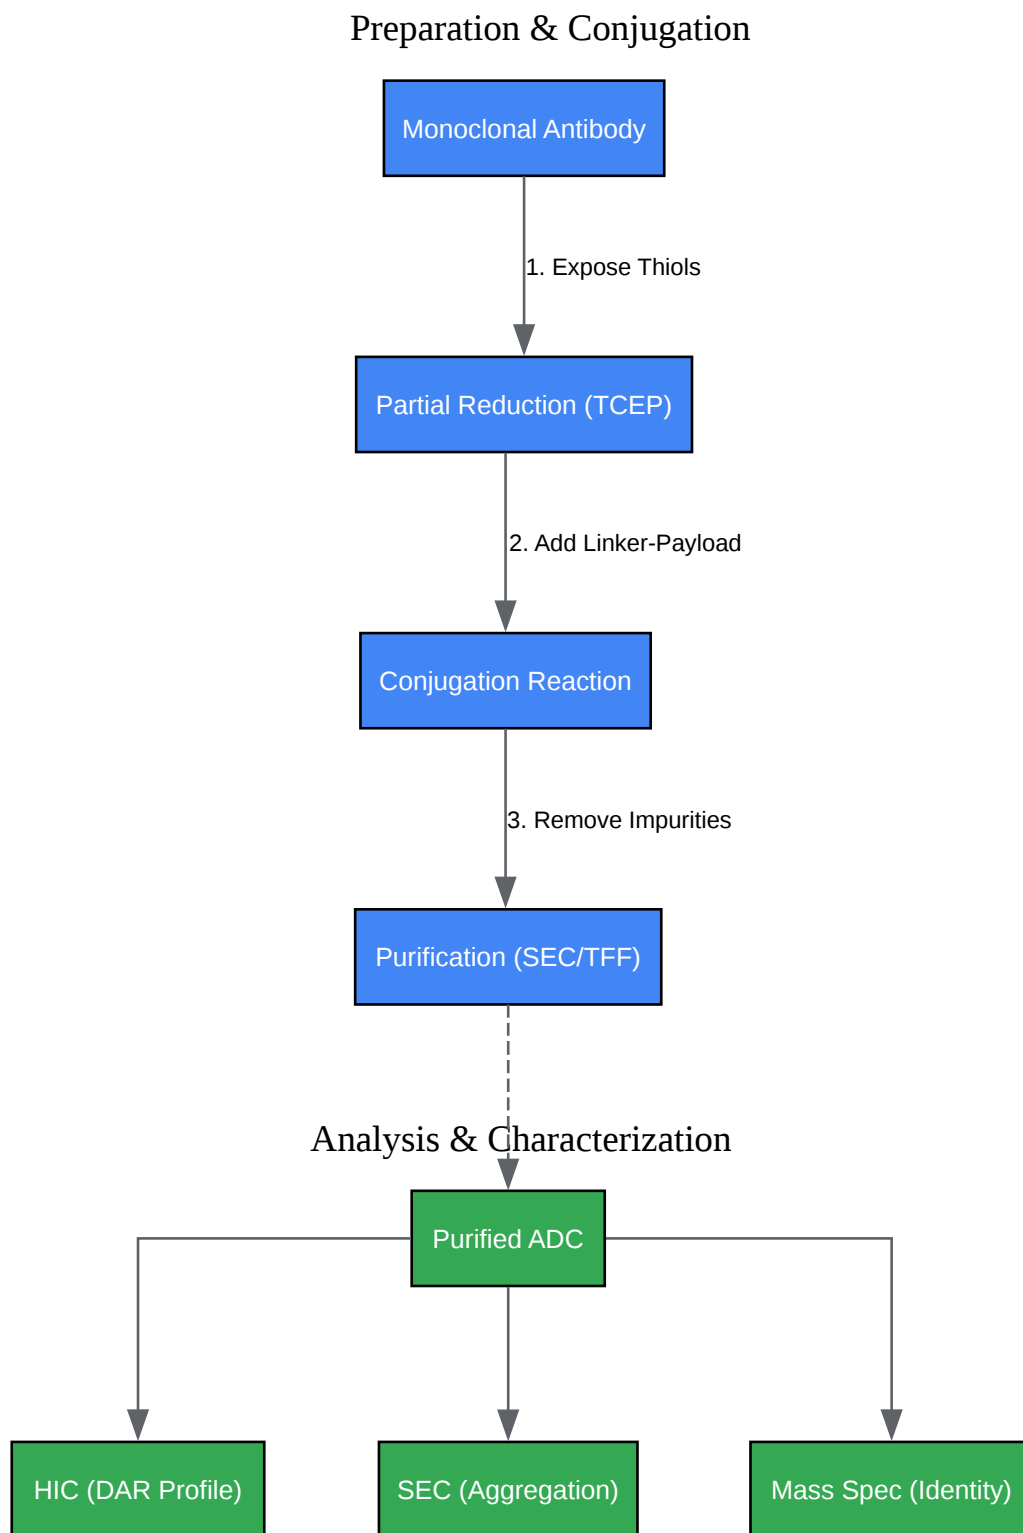 Preparation & Conjugation
Monoclonal Antibody
1. Expose Thiols
Partial Reduction (TCEP)
2. Add Linker-Payload
Conjugation Reaction
3. Remove Impurities
Purification (SEC/TFF)
Analysis & Characterization
Purified ADC
HIC (DAR Profile)
SEC (Aggregation)
Mass Spec (Identity)